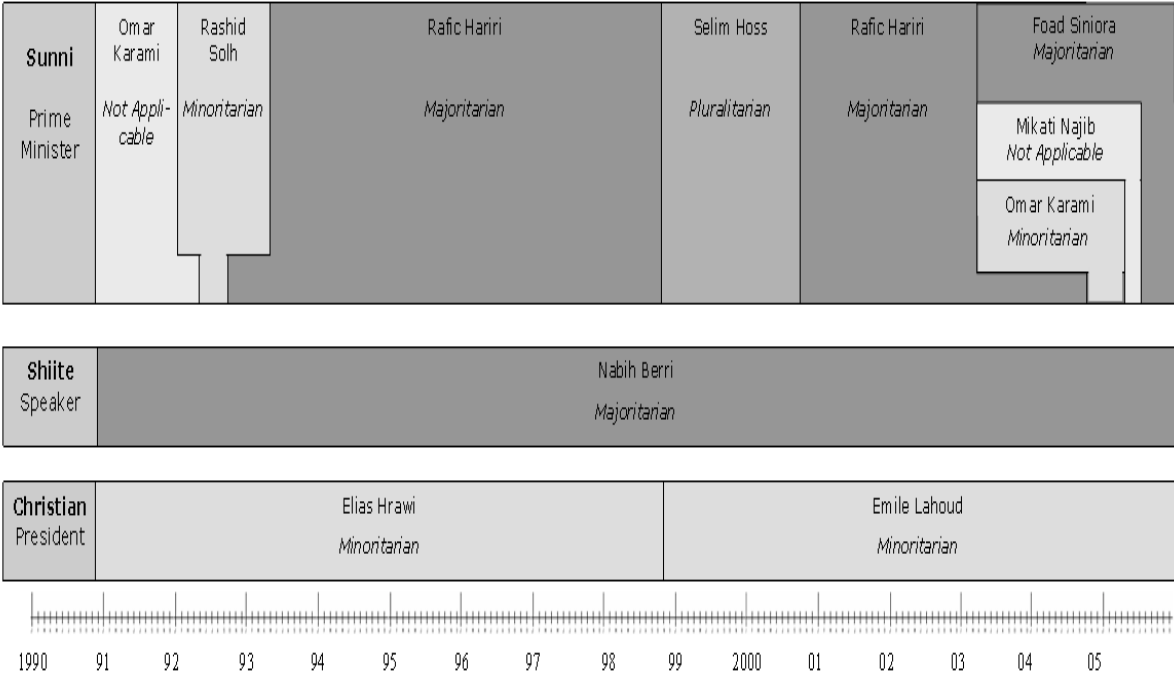 Sunni
Prime
Minister
Omar
Karami
Not Appli-
cable
Rashid
Solh
Minoritarian
Rafic Hariri
Majoritarian
Selim Hoss
Pluralitarian
Rafic Hariri
Majoritarian
Foad Siniora
Majoritarian
Mikati Najib
Not Applicable
Omar Karami
Minoritarian
Shiite
Speaker
Nabih Berri
Majoritarian
Christian
President
Elias Hrawi
Minoritarian
Emile Lahoud
Minoritarian
1990 91 92 93 94 95 96 97 98 99 2000 01 02 03 04 05